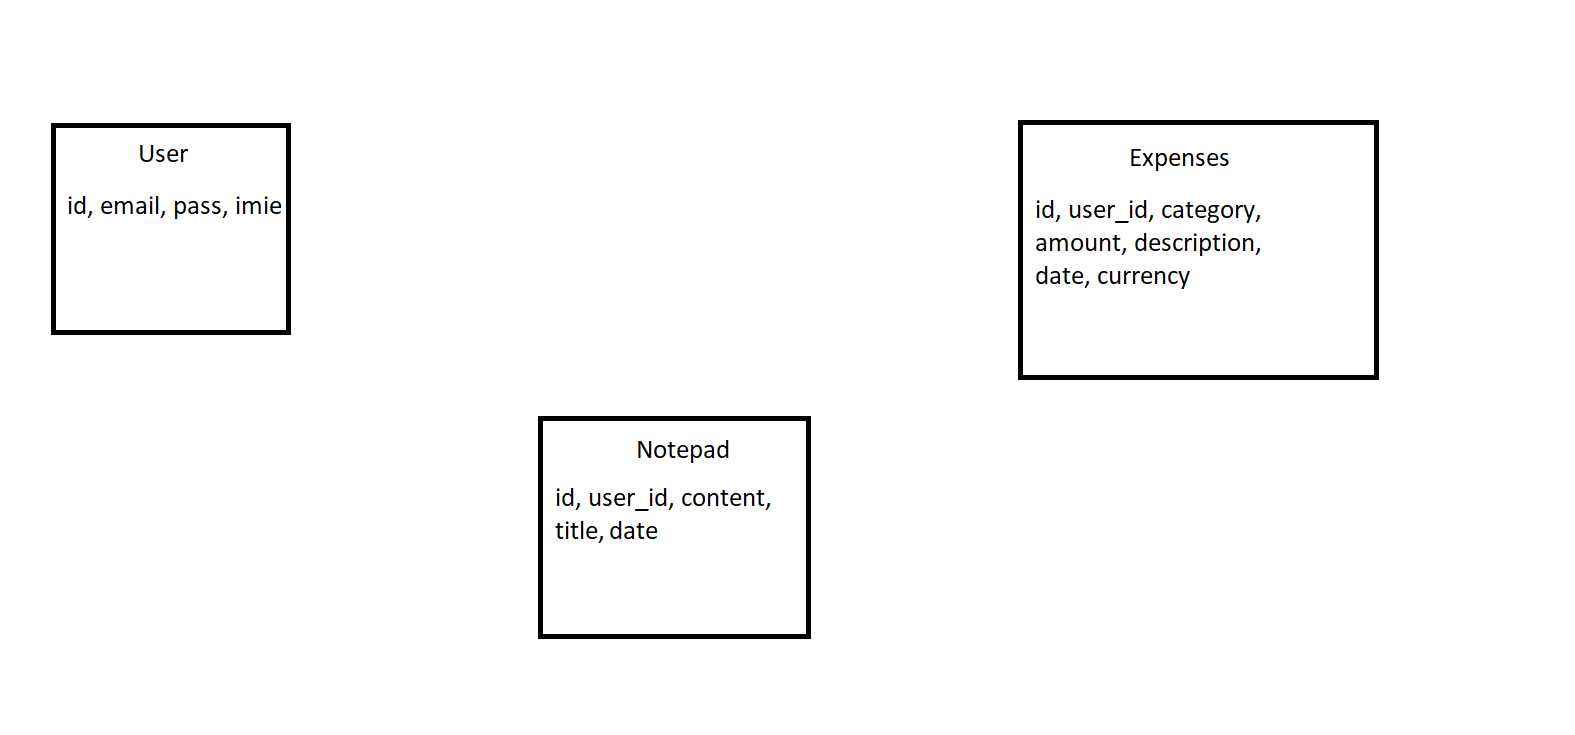 User
id, email, pass, imie
Expenses
id, user_id, category,
amount, description,
date, currency
Notepad
id, user_id, content,
title, date